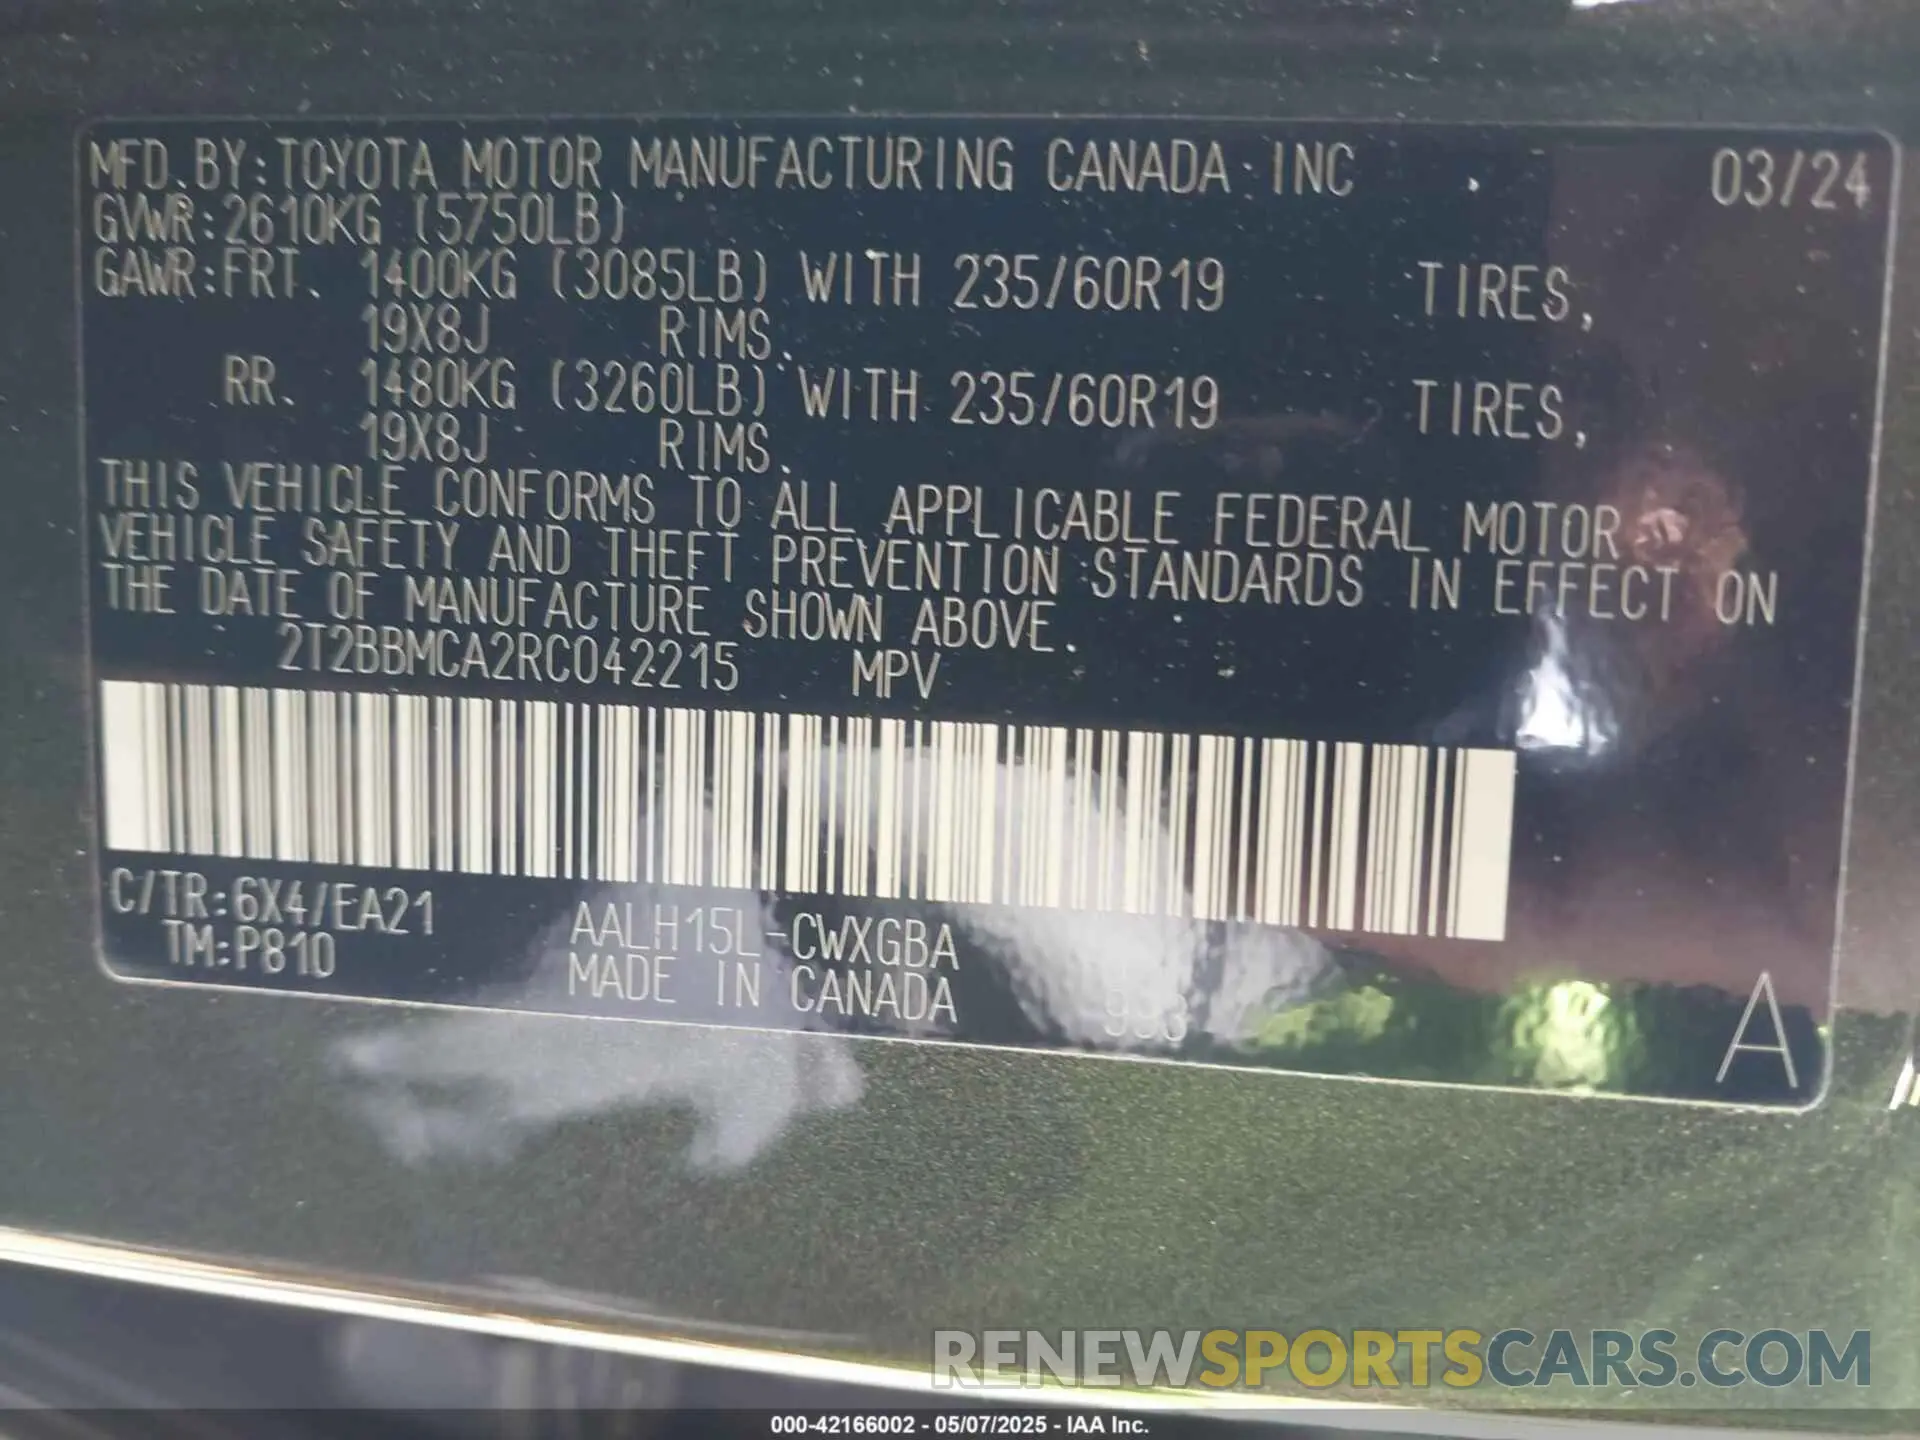 MFD.BY:TOYOTA MOTOR MANUFACTURING CANADA INC 03/24
GVWR:2610KG (5750LB)
GAWR:FRT. 1400KG (3085LB) WITH 235/60R19 TIRES,
19X8J RIMS.
RR. 1480KG (3260LB) WITH 235/60R19 TIRES,
19X8J RIMS.
THIS VEHICLE CONFORMS TO ALL APPLICABLE FEDERAL MOTOR
VEHICLE SAFETY AND THEFT PREVENTION STANDARDS IN EFFECT ON
THE DATE OF MANUFACTURE SHOWN ABOVE.
2T2BBMCA2RC042215 MPV
C/TR:6X4/EA21 AALH15L-CWXGBA
TM:P810 MADE IN CANADA
A
RENEWSPORTSCARS.COM
000-42166002 - 05/07/2025 - IAA Inc.